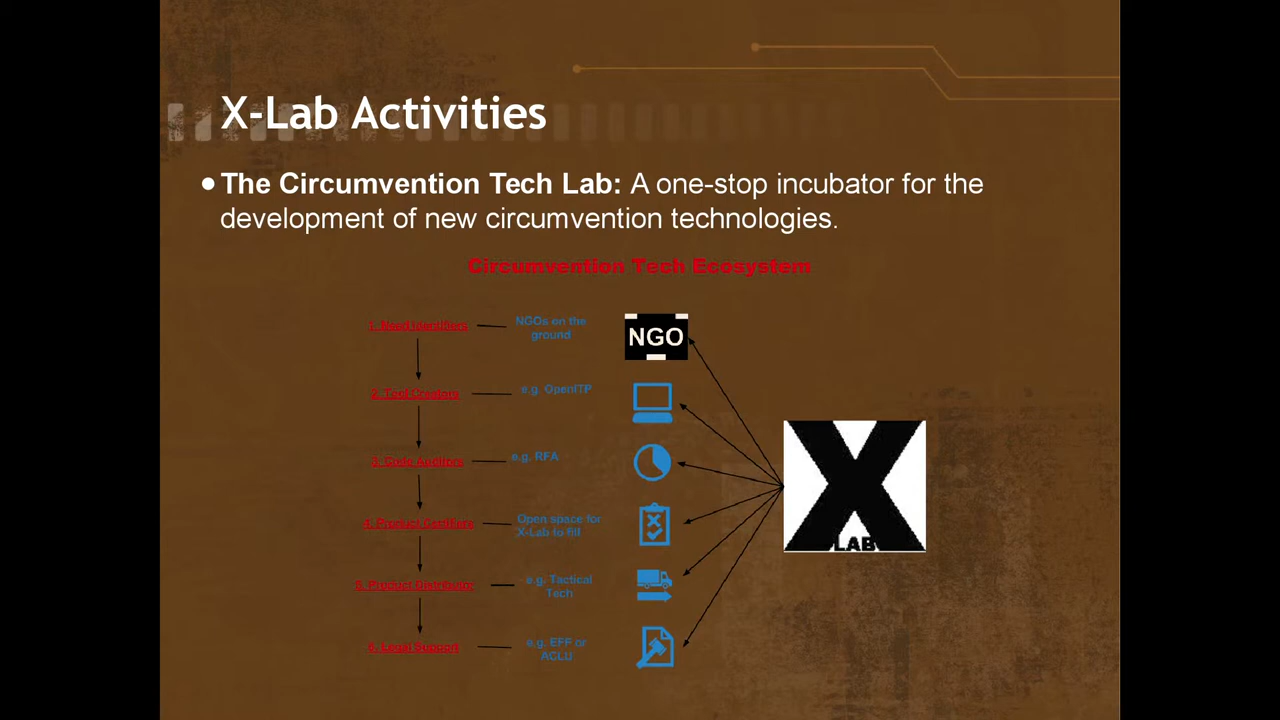 X-Lab Activities
The Circumvention Tech Lab: A one-stop incubator for the
development of new circumvention technologies.
Circumvention Tech Ecosystem
1. Need Identifiers
NGOs on the
ground
NGO
2. Tool Creators
e.g. OpenITP
3. Code Auditors
e.g. RFA
4. Product Certifiers
Open space for
X-Lab to fill
5. Product Distributor
e.g. Tactical
Tech
6. Legal Support
e.g. EFF or
ACLU
X
LAB